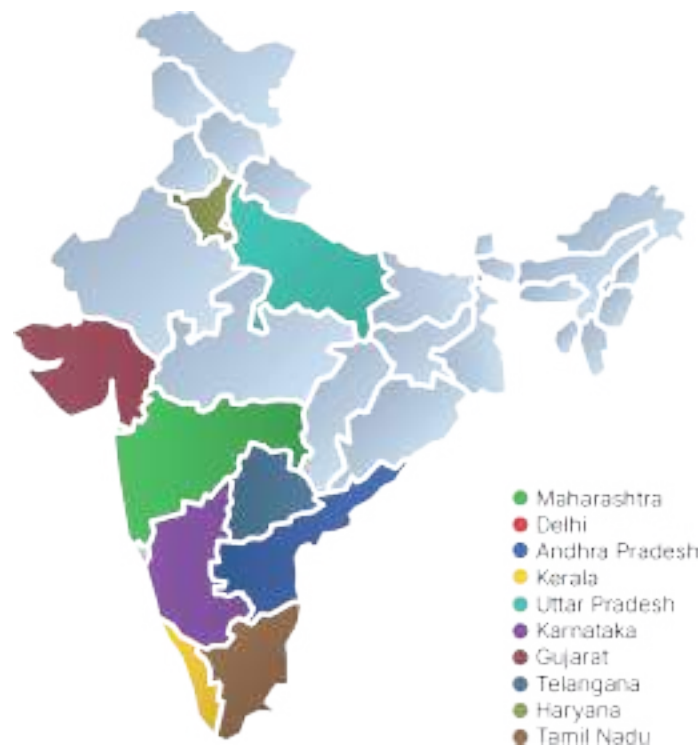 Maharashtra
Delhi
Andhra Pradesh
Kerala
Uttar Pradesh
Karnataka
Gujarat
Telangana
Haryana
Tamil Nadu